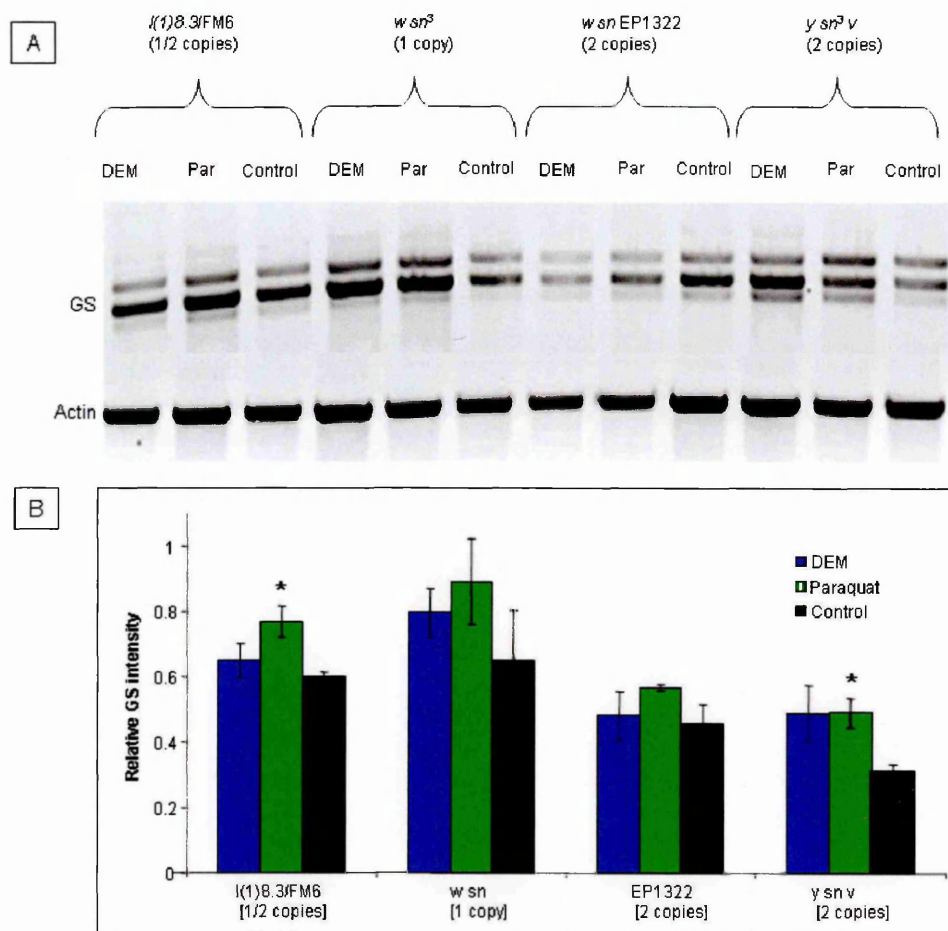 A
l(1)8.3/FM6 w sn³ w sn EP1322 y sn³ v
(1/2 copies) (1 copy) (2 copies) (2 copies)
DEM Par Control DEM Par Control DEM Par Control DEM Par Control
GS
Actin
B
Relative GS intensity
1
0.8
0.6
0.4
0.2
0
* *
DEM
Paraquat
Control
l(1)8.3/FM6 w sn EP1322 y sn v
[1/2 copies] [1 copy] [2 copies] [2 copies]